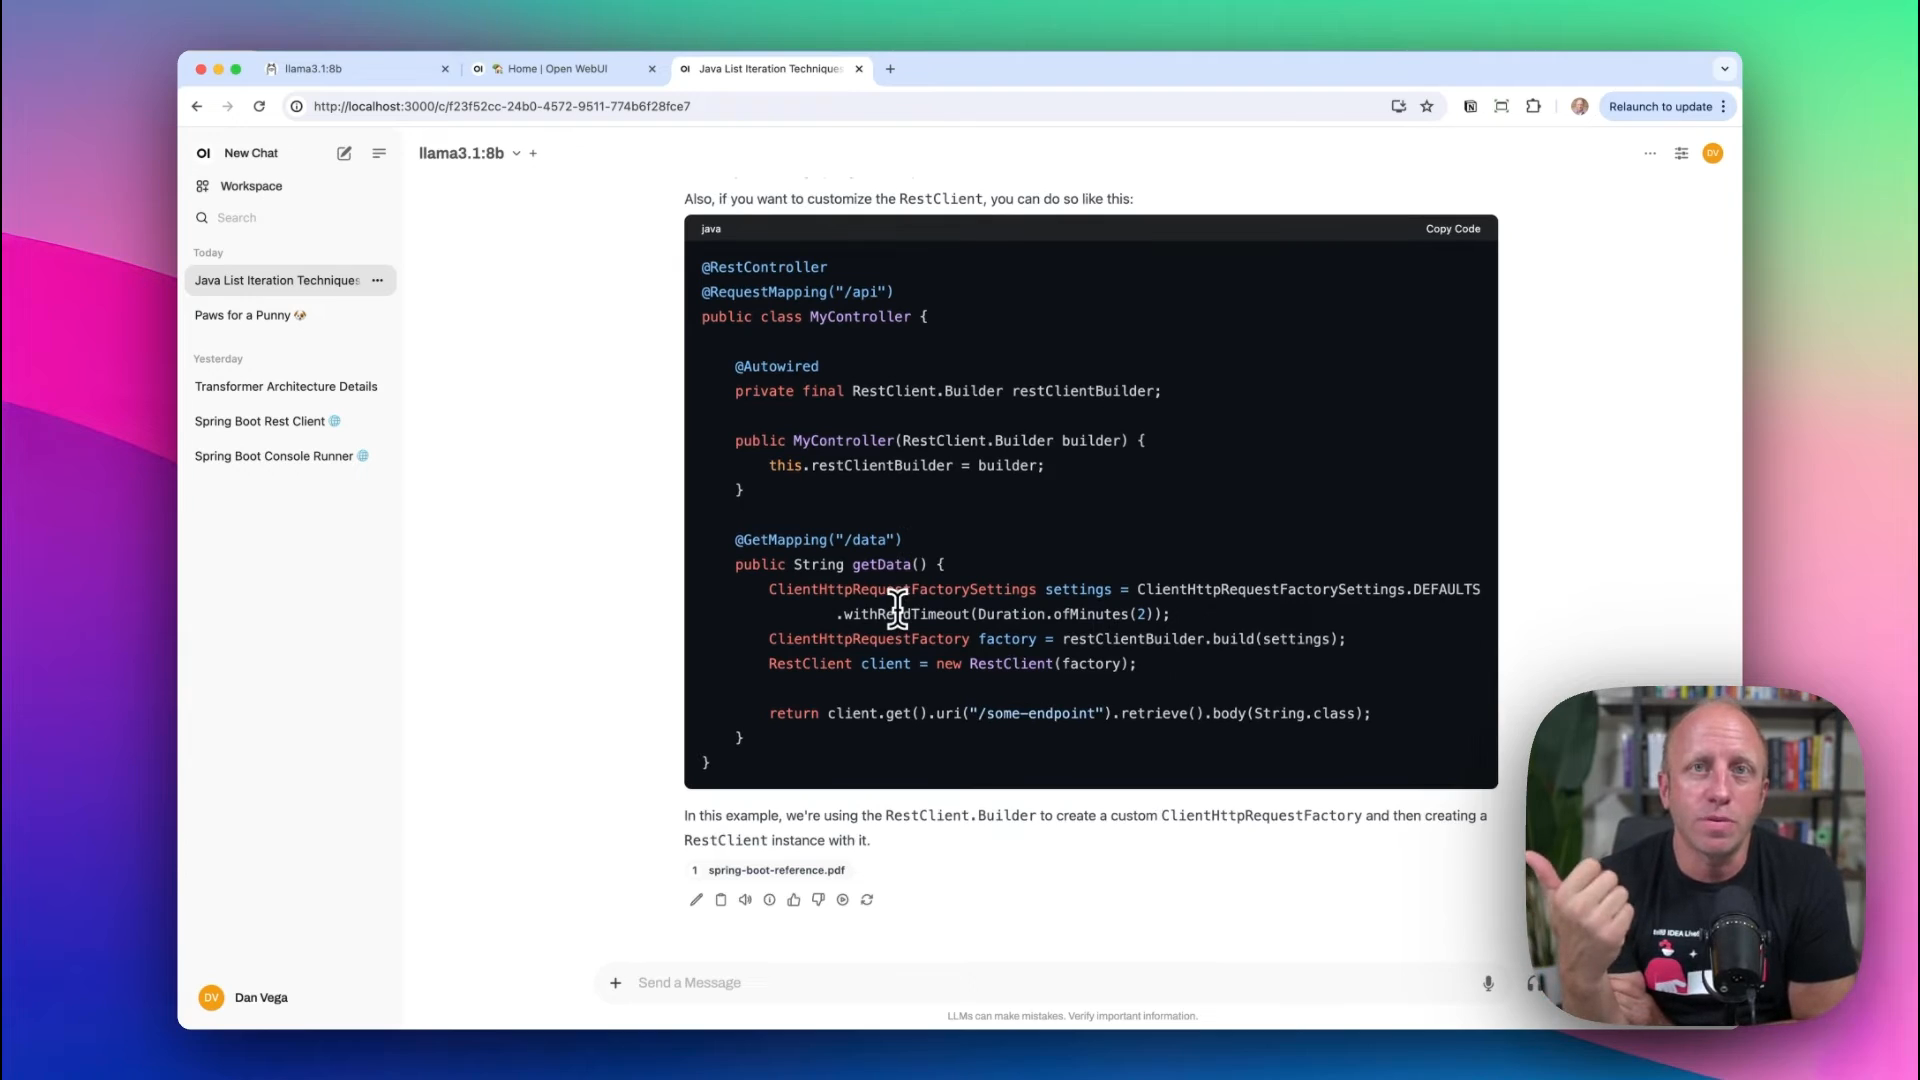 llama3.1:8b
OI 🏡 Home | Open WebUI
OI Java List Iteration Techniques
http://localhost:3000/c/f23f52cc-24b0-4572-9511-774b6f28fce7
Relaunch to update
OI New Chat
Workspace
Search
Today
Java List Iteration Techniques
Paws for a Punny 🐶
Yesterday
Transformer Architecture Details
Spring Boot Rest Client 🌐
Spring Boot Console Runner 🌐
DV Dan Vega
llama3.1:8b
DV
Also, if you want to customize the RestClient, you can do so like this:
java Copy Code
@RestController
@RequestMapping("/api")
public class MyController {
@Autowired
private final RestClient.Builder restClientBuilder;
public MyController(RestClient.Builder builder) {
this.restClientBuilder = builder;
}
@GetMapping("/data")
public String getData() {
ClientHttpRequestFactorySettings settings = ClientHttpRequestFactorySettings.DEFAULTS
.withReadTimeout(Duration.ofMinutes(2));
ClientHttpRequestFactory factory = restClientBuilder.build(settings);
RestClient client = new RestClient(factory);
return client.get().uri("/some-endpoint").retrieve().body(String.class);
}
}
In this example, we're using the RestClient.Builder to create a custom ClientHttpRequestFactory and then creating a
RestClient instance with it.
1 spring-boot-reference.pdf
Send a Message
LLMs can make mistakes. Verify important information.
IDEA Live!